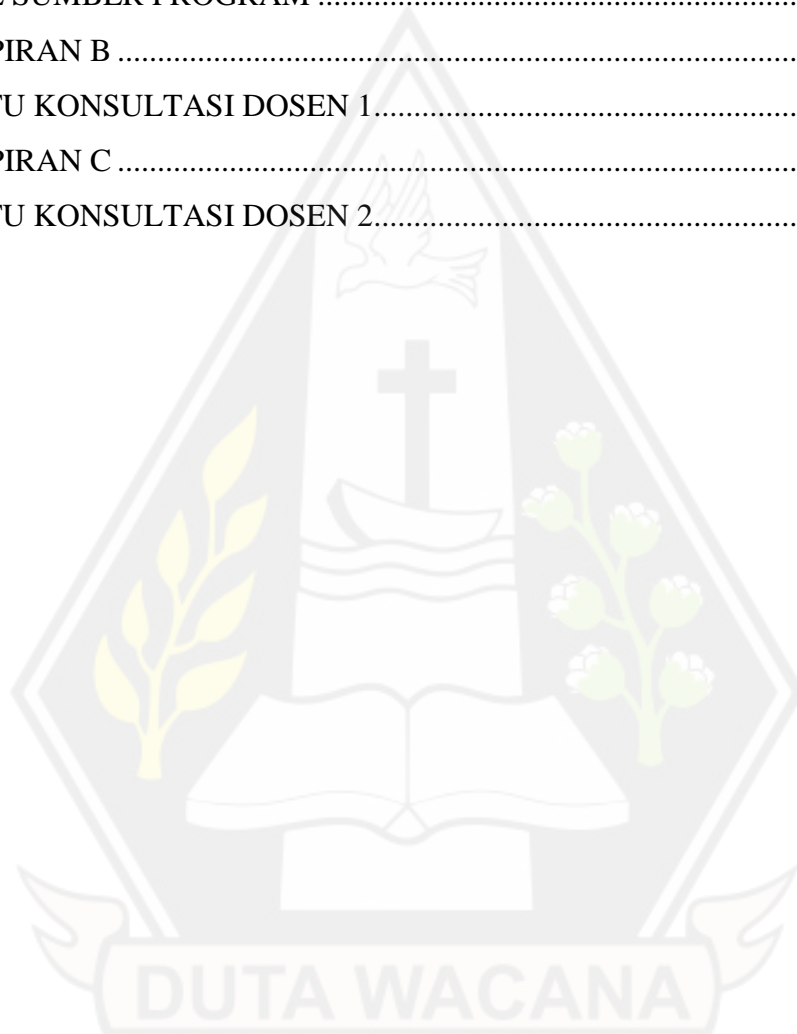 SUMBER PROGRAM ............................................................
PIRAN B ....................................................................................
TU KONSULTASI DOSEN 1....................................................
PIRAN C ....................................................................................
TU KONSULTASI DOSEN 2....................................................
DUTA WACANA